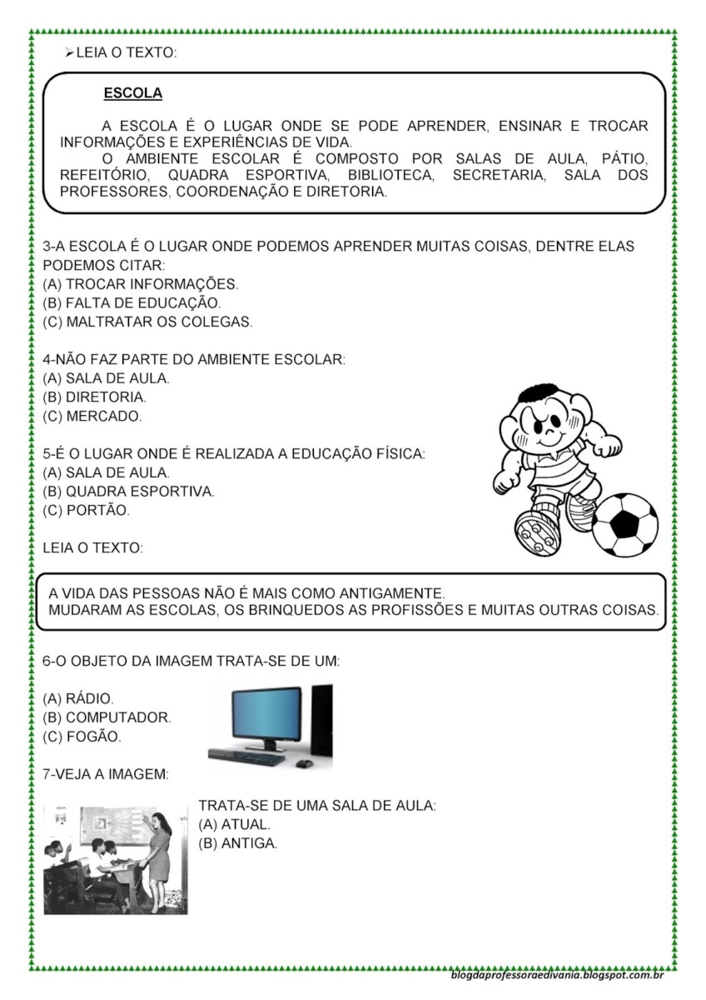 ➢LEIA O TEXTO:
ESCOLA
A ESCOLA É O LUGAR ONDE SE PODE APRENDER, ENSINAR E TROCAR
INFORMAÇÕES E EXPERIÊNCIAS DE VIDA.
O AMBIENTE ESCOLAR É COMPOSTO POR SALAS DE AULA, PÁTIO,
REFEITÓRIO, QUADRA ESPORTIVA, BIBLIOTECA, SECRETARIA, SALA DOS
PROFESSORES, COORDENAÇÃO E DIRETORIA.
3-A ESCOLA É O LUGAR ONDE PODEMOS APRENDER MUITAS COISAS, DENTRE ELAS
PODEMOS CITAR:
(A) TROCAR INFORMAÇÕES.
(B) FALTA DE EDUCAÇÃO.
(C) MALTRATAR OS COLEGAS.
4-NÃO FAZ PARTE DO AMBIENTE ESCOLAR:
(A) SALA DE AULA.
(B) DIRETORIA.
(C) MERCADO.
5-É O LUGAR ONDE É REALIZADA A EDUCAÇÃO FÍSICA:
(A) SALA DE AULA.
(B) QUADRA ESPORTIVA.
(C) PORTÃO.
LEIA O TEXTO:
A VIDA DAS PESSOAS NÃO É MAIS COMO ANTIGAMENTE.
MUDARAM AS ESCOLAS, OS BRINQUEDOS AS PROFISSÕES E MUITAS OUTRAS COISAS.
6-O OBJETO DA IMAGEM TRATA-SE DE UM:
(A) RÁDIO.
(B) COMPUTADOR.
(C) FOGÃO.
7-VEJA A IMAGEM:
TRATA-SE DE UMA SALA DE AULA:
(A) ATUAL.
(B) ANTIGA.
blogdaprofessoraedivania.blogspot.com.br